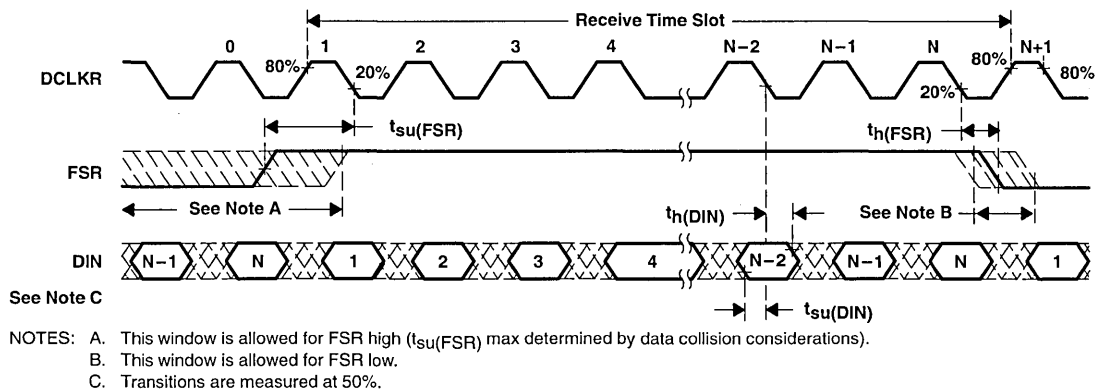 Receive Time Slot
0 1 2 3 4 N−2 N−1 N N+1
DCLKR
80% 20% 80% 80%
20%
tsu(FSR) th(FSR)
FSR
See Note A th(DIN) See Note B
DIN N−1 N 1 2 3 4 N−2 N−1 N 1
See Note C tsu(DIN)
NOTES: A. This window is allowed for FSR high (tsu(FSR) max determined by data collision considerations).
B. This window is allowed for FSR low.
C. Transitions are measured at 50%.